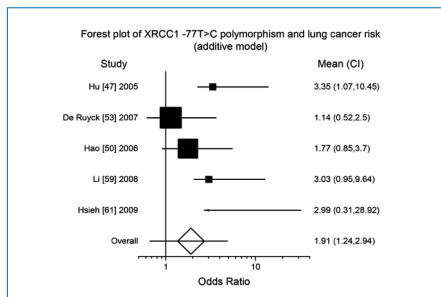 Forest plot of XRCC1 -77T>C polymorphism and lung cancer risk
(additive model)
Study Mean (CI)
Hu [47] 2005 3.35 (1.07,10.45)
De Ruyck [53] 2007 1.14 (0.52,2.5)
Hao [50] 2006 1.77 (0.85,3.7)
Li [59] 2008 3.03 (0.95,9.64)
Hsieh [61] 2009 2.99 (0.31,28.92)
Overall 1.91 (1.24,2.94)
1 10
Odds Ratio